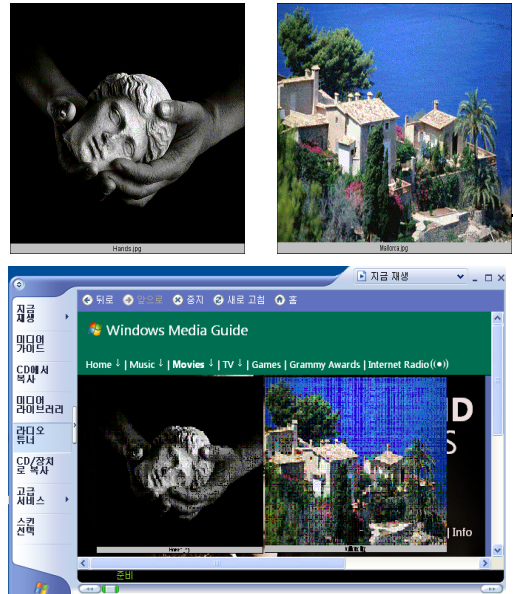 Hands.jpg
Mallorca.jpg
지금 재생
뒤로 앞으로 중지 새로 고침 홈
지금
재생
Windows Media Guide
미디어
가이드
Home ↓ | Music ↓ | Movies ↓ | TV ↓ | Games | Grammy Awards | Internet Radio
CD에서
복사
미디어
라이브러리
D
S
라디오
튜너
CD/장치
로 복사
고급
서비스
| Info
스킨
선택
준비